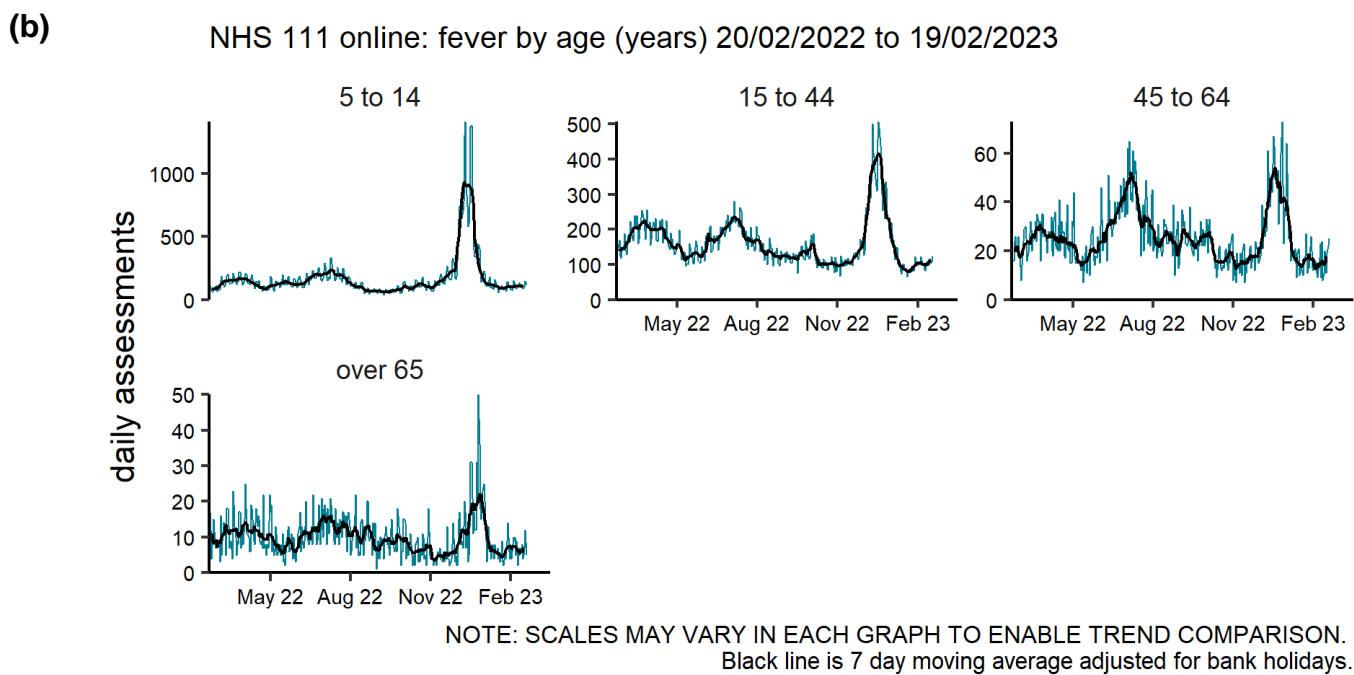 (b)
NHS 111 online: fever by age (years) 20/02/2022 to 19/02/2023
daily assessments
5 to 14
1000
500
0
15 to 44
500
400
300
200
100
0
May 22 Aug 22 Nov 22 Feb 23
45 to 64
60
40
20
0
May 22 Aug 22 Nov 22 Feb 23
over 65
50
40
30
20
10
0
May 22 Aug 22 Nov 22 Feb 23
NOTE: SCALES MAY VARY IN EACH GRAPH TO ENABLE TREND COMPARISON.
Black line is 7 day moving average adjusted for bank holidays.